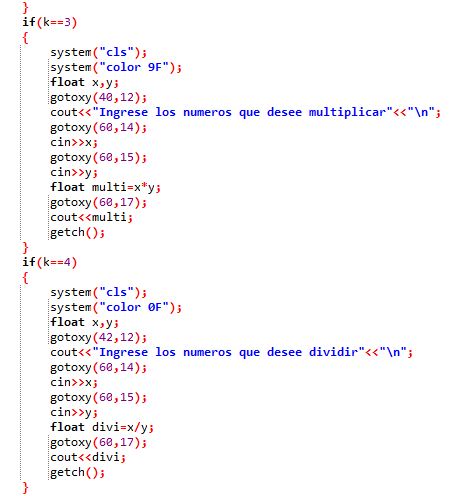 }
if(k==3)
{
system("cls");
system("color 9F");
float x,y;
gotoxy(40,12);
cout<<"Ingrese los numeros que desee multiplicar"<<"\n";
gotoxy(60,14);
cin>>x;
gotoxy(60,15);
cin>>y;
float multi=x*y;
gotoxy(60,17);
cout<<multi;
getch();
}
if(k==4)
{
system("cls");
system("color 0F");
float x,y;
gotoxy(42,12);
cout<<"Ingrese los numeros que desee dividir"<<"\n";
gotoxy(60,14);
cin>>x;
gotoxy(60,15);
cin>>y;
float divi=x/y;
gotoxy(60,17);
cout<<divi;
getch();
}